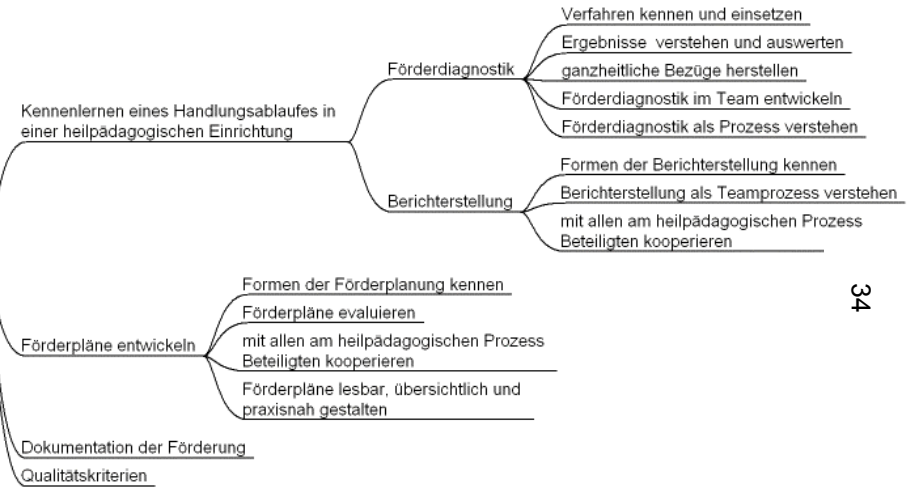 Kennenlernen eines Handlungsablaufes in
einer heilpädagogischen Einrichtung
Förderdiagnostik
Verfahren kennen und einsetzen
Ergebnisse verstehen und auswerten
ganzheitliche Bezüge herstellen
Förderdiagnostik im Team entwickeln
Förderdiagnostik als Prozess verstehen
Berichterstellung
Formen der Berichterstellung kennen
Berichterstellung als Teamprozess verstehen
mit allen am heilpädagogischen Prozess
Beteiligten kooperieren
Förderpläne entwickeln
Formen der Förderplanung kennen
Förderpläne evaluieren
mit allen am heilpädagogischen Prozess
Beteiligten kooperieren
Förderpläne lesbar, übersichtlich und
praxisnah gestalten
Dokumentation der Förderung
Qualitätskriterien
34